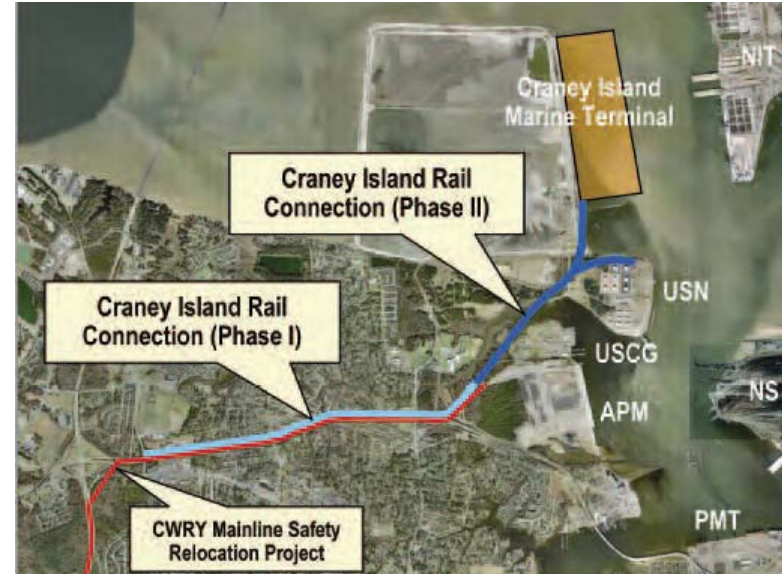 NIT
Craney Island
Marine Terminal
Craney Island Rail
Connection (Phase II)
USN
Craney Island Rail
Connection (Phase I)
USCG
NS
APM
PMT
CWRY Mainline Safety
Relocation Project